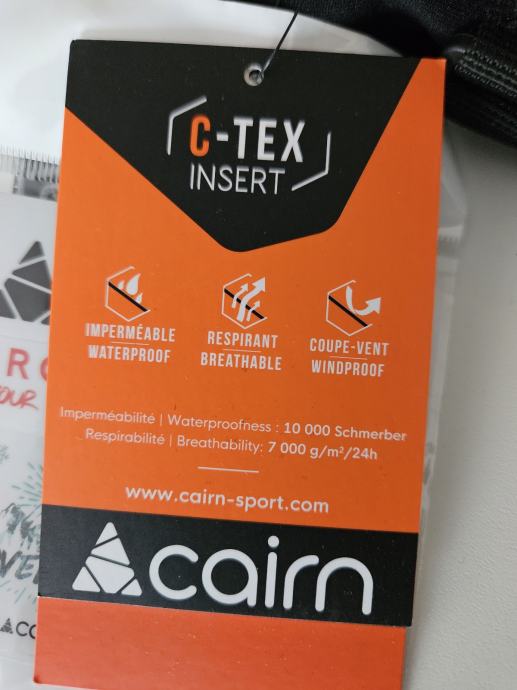 C-TEX
INSERT
IMPERMÉABLE
WATERPROOF
RESPIRANT
BREATHABLE
COUPE-VENT
WINDPROOF
Imperméabilité | Waterproofness : 10 000 Schmerber
Respirabilité | Breathability: 7 000 g/m²/24h
www.cairn-sport.com
cairn